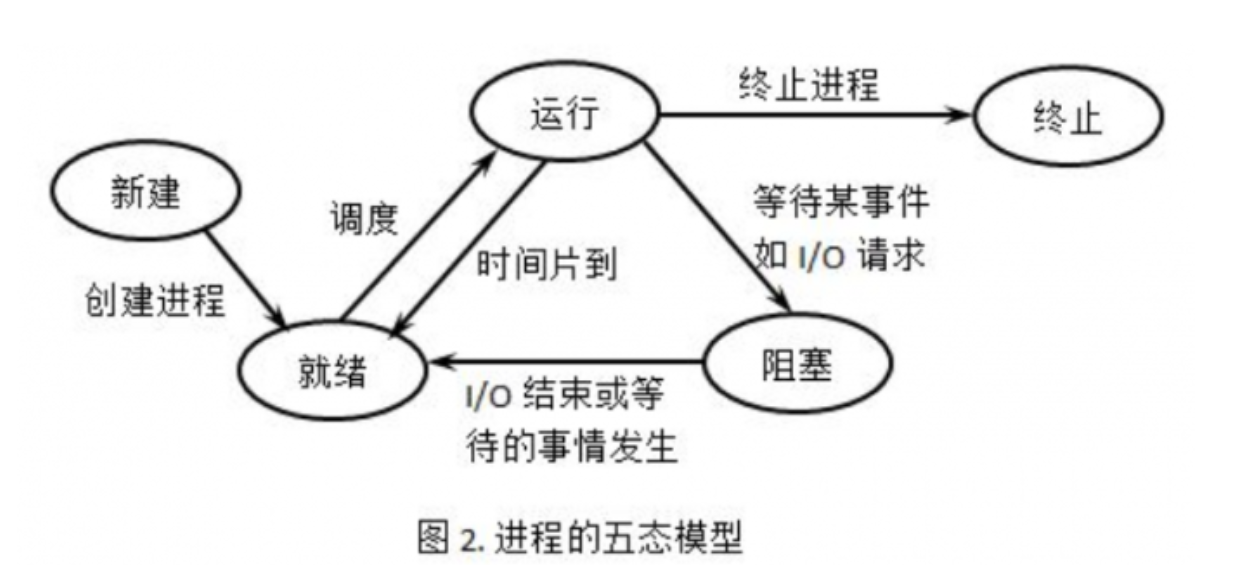 运行
终止进程
终止
新建
调度
等待某事件
如 I/O 请求
时间片到
创建进程
就绪
阻塞
I/O 结束或等
待的事情发生
图 2. 进程的五态模型